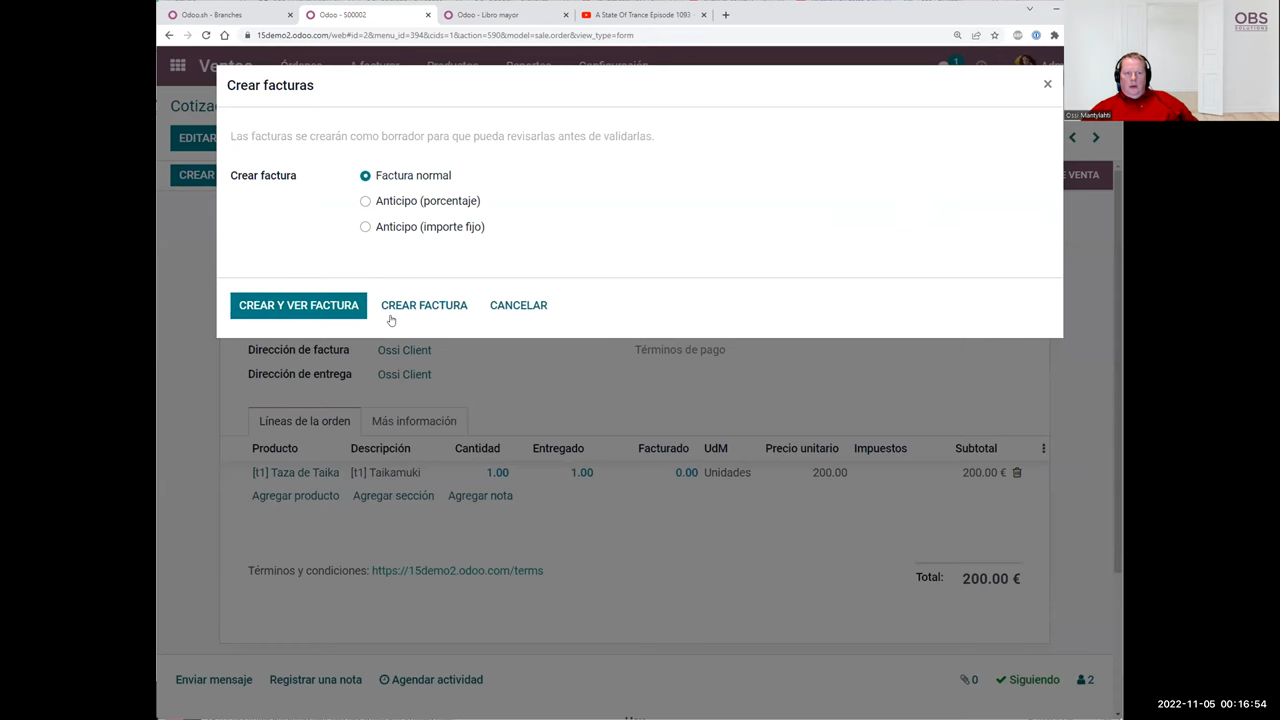 Odoo.sh - Branches
Odoo - S00002
Odoo - Libro mayor
A State Of Trance Episode 1093
15demo2.odoo.com/web#id=2&menu_id=394&cids=1&action=590&model=sale.order&view_type=form
OBS
SOLUTIONS
Ossi Mantylahti
Crear facturas
Cotiza
EDITAR
Las facturas se crearán como borrador para que pueda revisarlas antes de validarlas.
CREAR
Crear factura
Factura normal
E VENTA
Anticipo (porcentaje)
Anticipo (importe fijo)
CREAR Y VER FACTURA
CREAR FACTURA
CANCELAR
Dirección de factura
Ossi Client
Términos de pago
Dirección de entrega
Ossi Client
Líneas de la orden
Más información
Producto Descripción Cantidad Entregado Facturado UdM Precio unitario Impuestos Subtotal
[t1] Taza de Taika [t1] Taikamuki 1.00 1.00 0.00 Unidades 200.00 200.00 €
Agregar producto Agregar sección Agregar nota
Términos y condiciones: https://15demo2.odoo.com/terms
Total: 200.00 €
Enviar mensaje Registrar una nota Agendar actividad 0 Siguiendo 2
2022-11-05 00:16:54